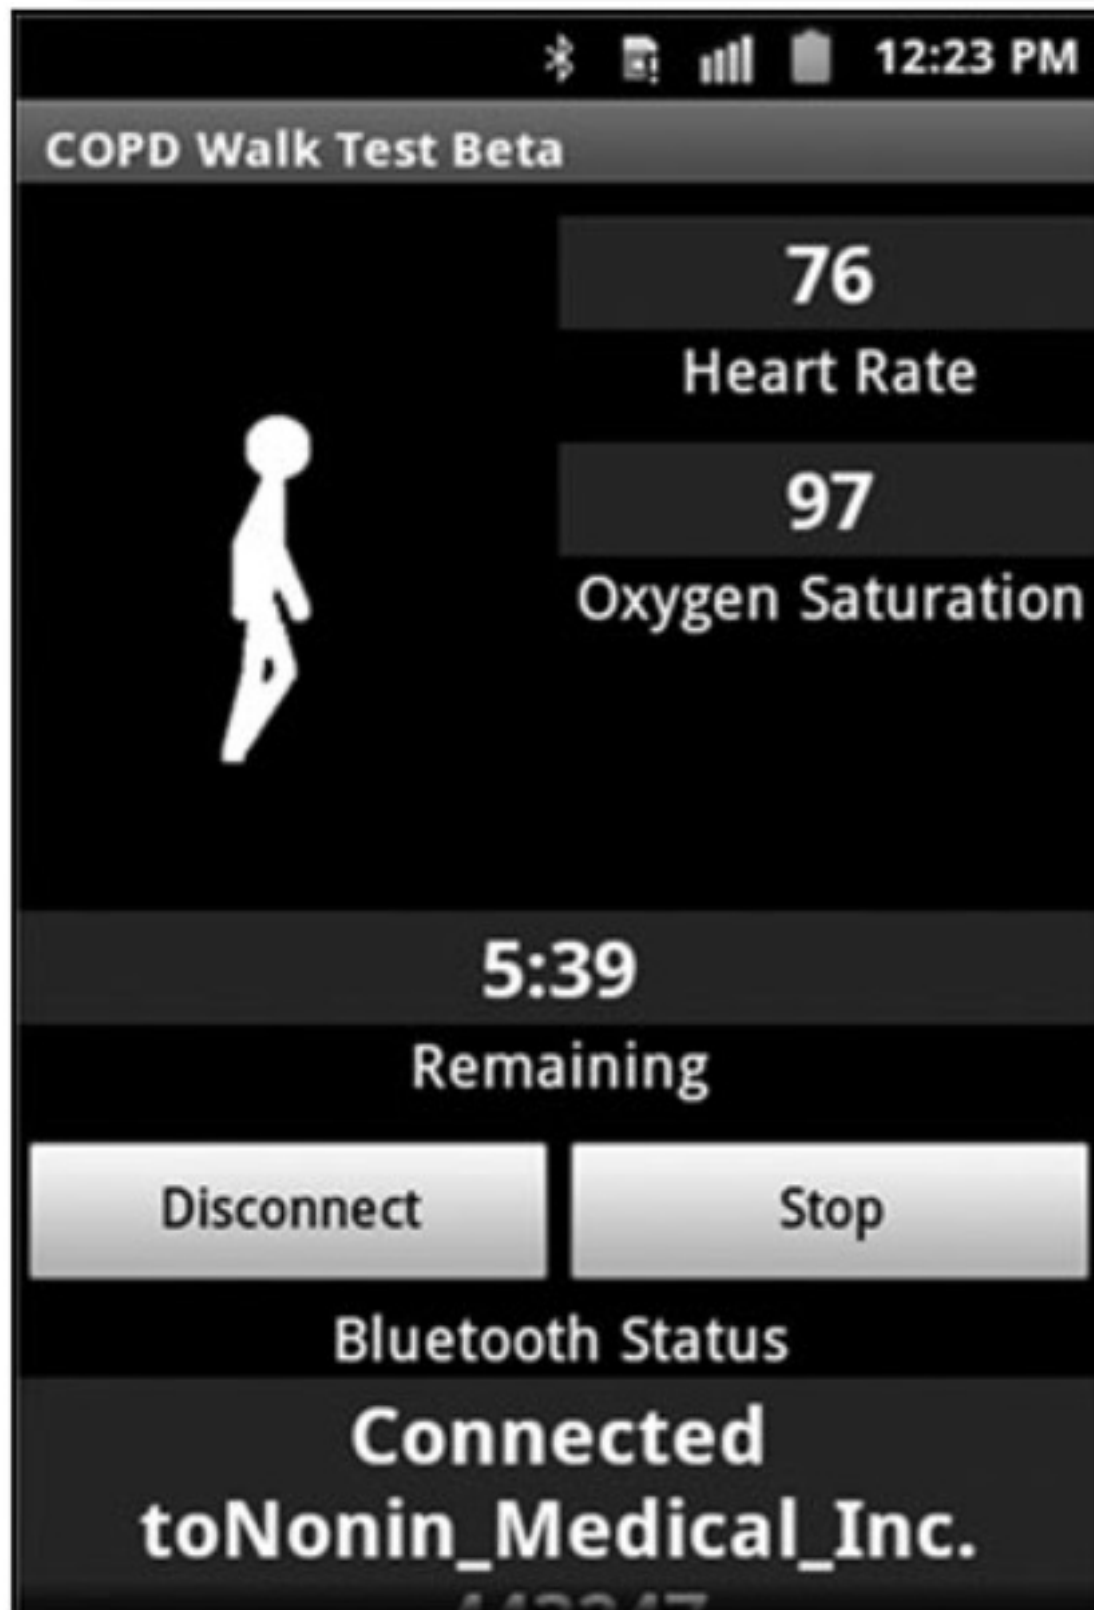 12:23 PM
COPD Walk Test Beta
76
Heart Rate
97
Oxygen Saturation
5:39
Remaining
Disconnect
Stop
Bluetooth Status
Connected
toNonin_Medical_Inc.